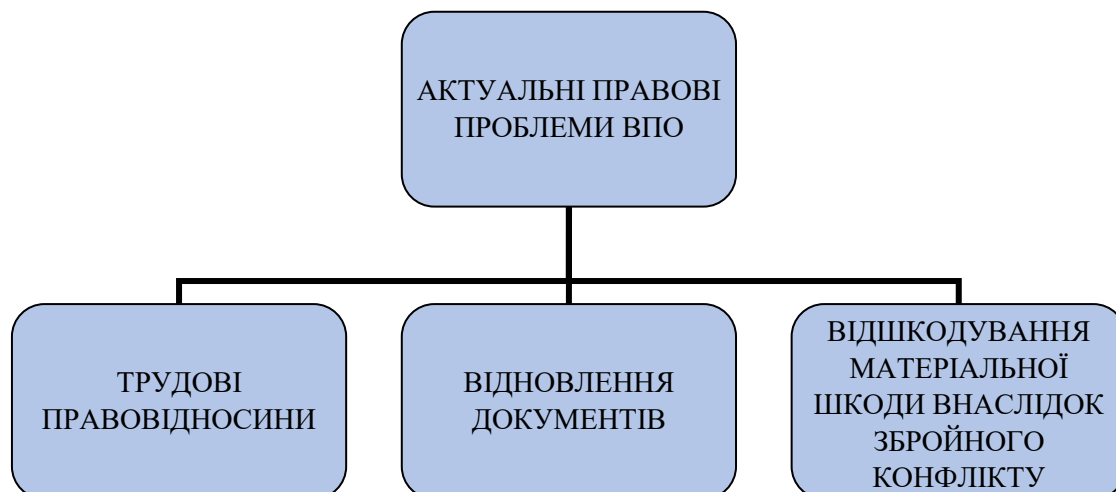 АКТУАЛЬНІ ПРАВОВІ
ПРОБЛЕМИ ВПО
ТРУДОВІ
ПРАВОВІДНОСИНИ
ВІДНОВЛЕННЯ
ДОКУМЕНТІВ
ВІДШКОДУВАННЯ
МАТЕРІАЛЬНОЇ
ШКОДИ ВНАСЛІДОК
ЗБРОЙНОГО
КОНФЛІКТУ